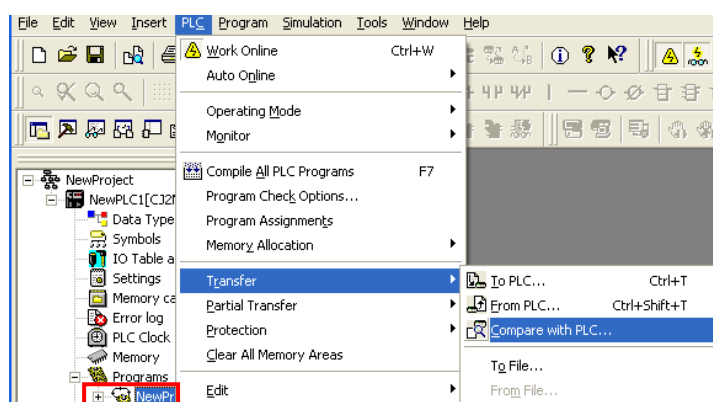 File Edit View Insert PLC Program Simulation Tools Window Help
Work Online Ctrl+W
Auto Online
Operating Mode
Monitor
Compile All PLC Programs F7
Program Check Options...
Program Assignments
Memory Allocation
Transfer
Partial Transfer
Protection
Clear All Memory Areas
Edit
To PLC... Ctrl+T
From PLC... Ctrl+Shift+T
Compare with PLC...
To File...
From File...
NewProject
NewPLC1[CJ2
Data Type
Symbols
IO Table a
Settings
Memory ca
Error log
PLC Clock
Memory
Programs
NewPr